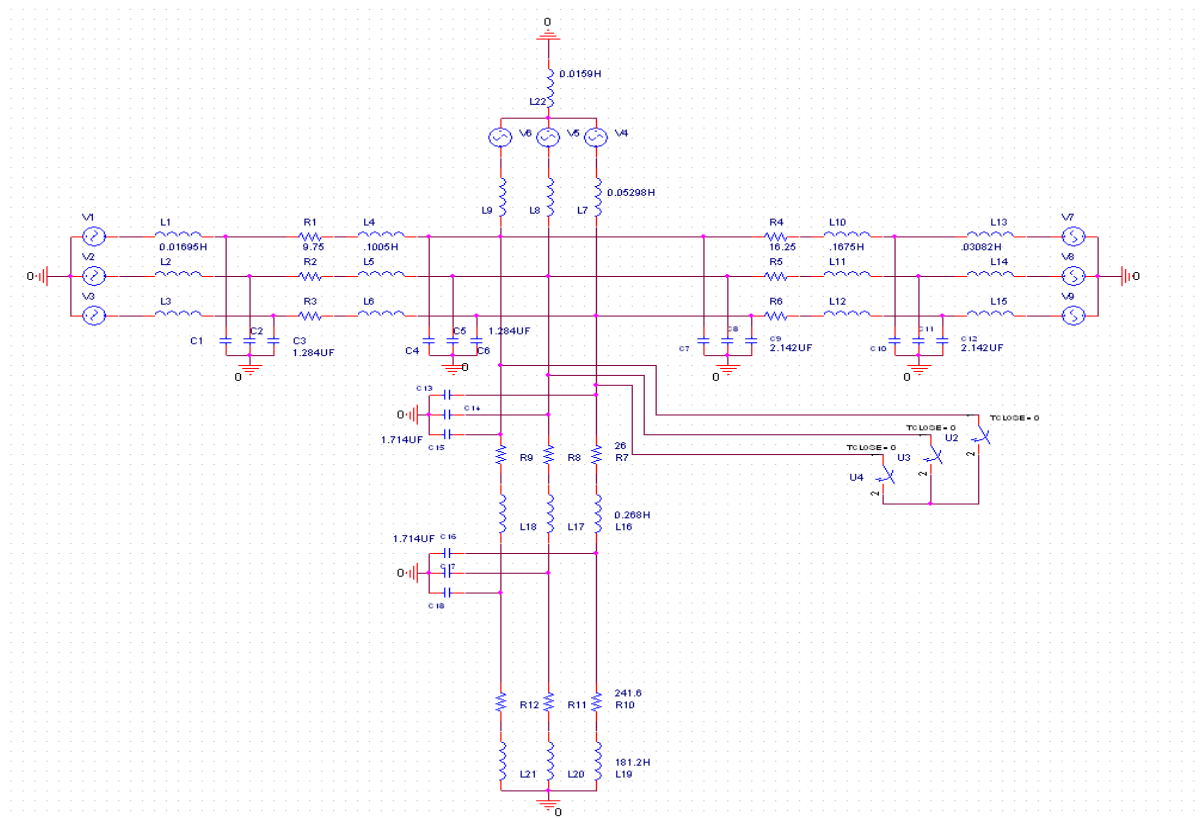 0
0.0159H
L22
V6 V5 V4
0.05298H
L9 L8 L7
V1 L1 R1 L4 R4 L10 L13 V7
0.01695H 9.75 .1005H 16.25 .1675H .03082H
V2 L2 R2 L5 R5 L11 L14 V8
0 0
V3 L3 R3 L6 R6 L12 L15 V9
C2 C5 1.284UF C8 C11
C1 C3 C4 C6 C7 C9 C10 C12
1.284UF 2.142UF 2.142UF
0 0 0 0
C13
C14
0
1.714UF
C15
TCLOSE = 0
U2
TCLOSE = 0
U3
TCLOSE = 0
U4
2
2
2
26
R9 R8 R7
0.268H
L18 L17 L16
1.714UF C16
C17
0
C18
241.6
R12 R11 R10
181.2H
L21 L20 L19
0